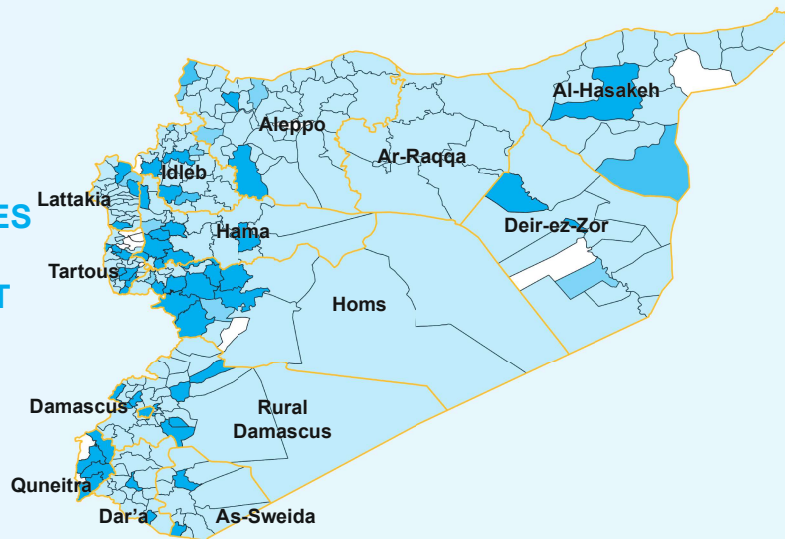 Al-Hasakeh
Aleppo
Ar-Raqqa
Idleb
Lattakia
ES
Deir-ez-Zor
Hama
Tartous
T
Homs
Damascus
Rural
Damascus
Quneitra
Dar'a
As-Sweida